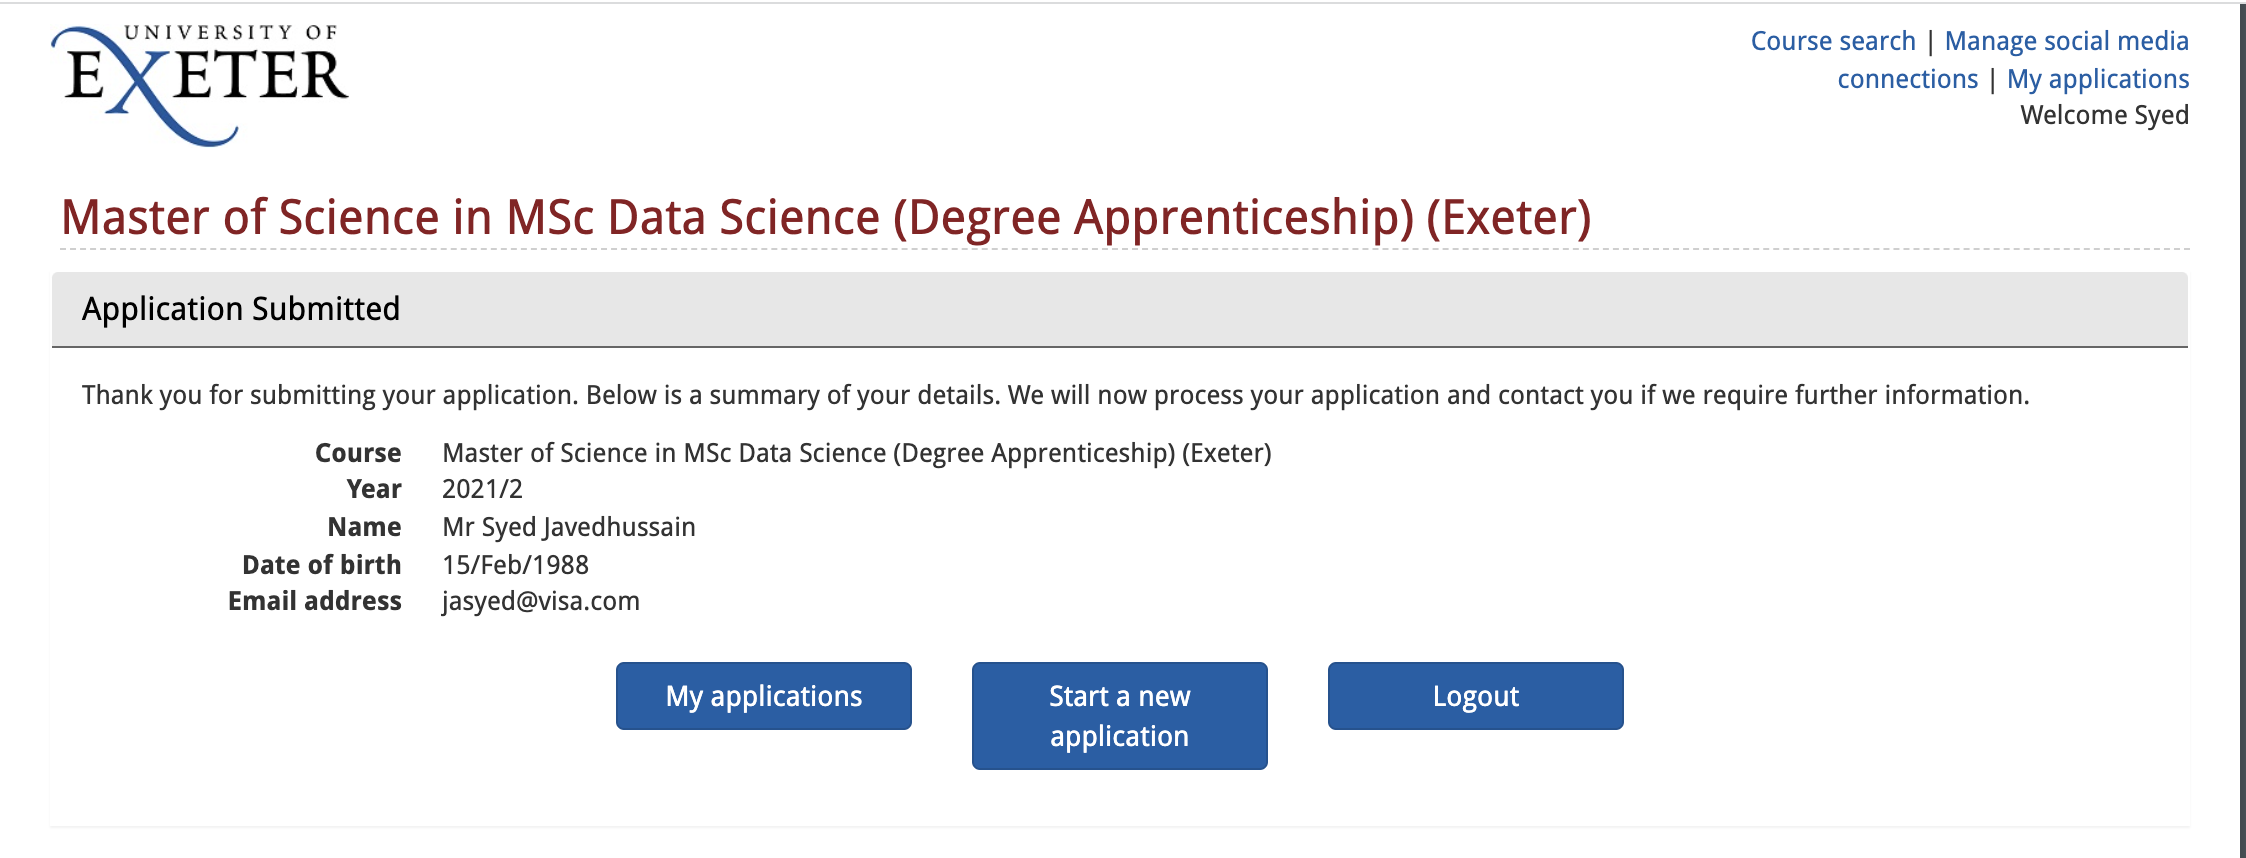 UNIVERSITY OF
EXETER
Course search | Manage social media
connections | My applications
Welcome Syed
Master of Science in MSc Data Science (Degree Apprenticeship) (Exeter)
Application Submitted
Thank you for submitting your application. Below is a summary of your details. We will now process your application and contact you if we require further information.
Course Master of Science in MSc Data Science (Degree Apprenticeship) (Exeter)
Year 2021/2
Name Mr Syed Javedhussain
Date of birth 15/Feb/1988
Email address jasyed@visa.com
My applications
Start a new
application
Logout